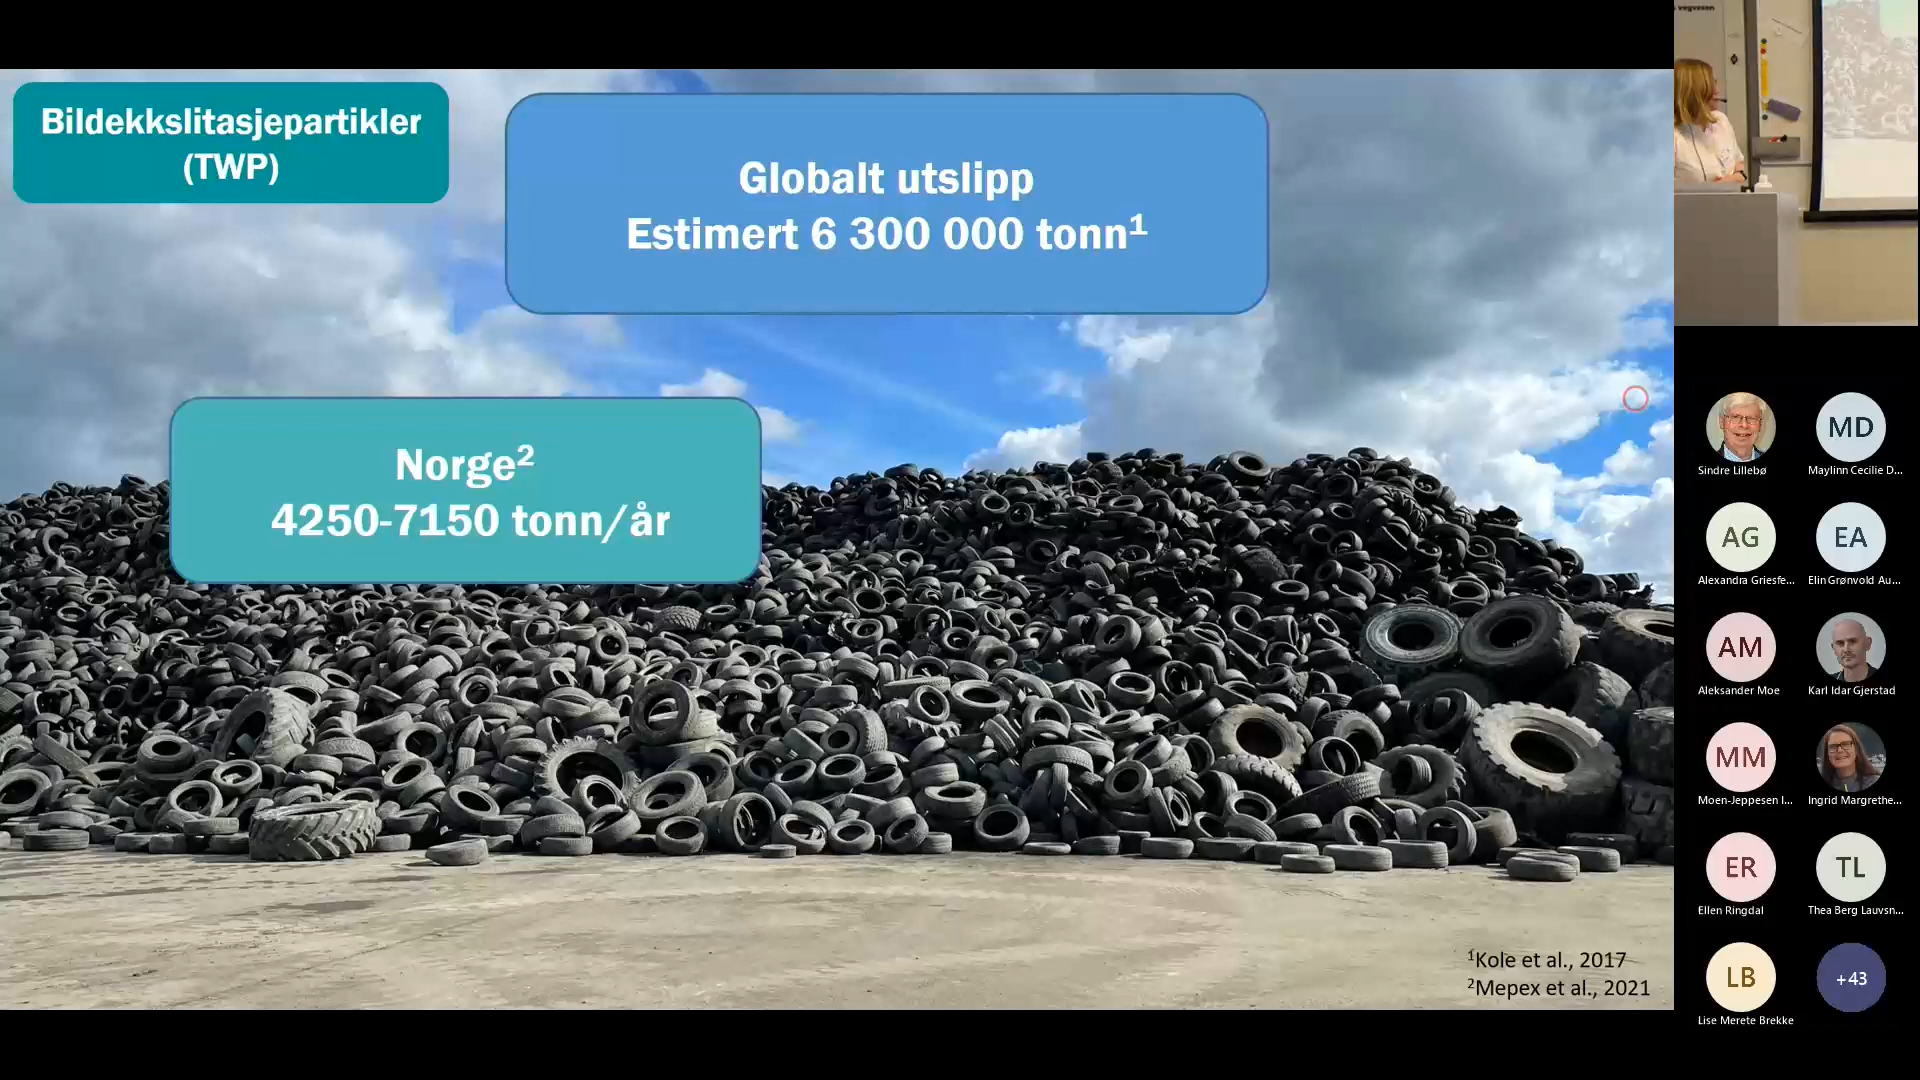 Bildekkslitasjepartikler
(TWP)
Globalt utslipp
Estimert 6 300 000 tonn¹
Norge²
4250-7150 tonn/år
¹Kole et al., 2017
²Mepex et al., 2021
vegvesen
Sindre Lillebø
MD
Maylinn Cecilie D...
AG
Alexandra Griesfe...
EA
Elin Grønvold Au...
AM
Aleksander Moe
Karl Idar Gjerstad
MM
Moen-Jeppesen I...
Ingrid Margrethe...
ER
Ellen Ringdal
TL
Thea Berg Lauvsn...
LB
Lise Merete Brekke
+43